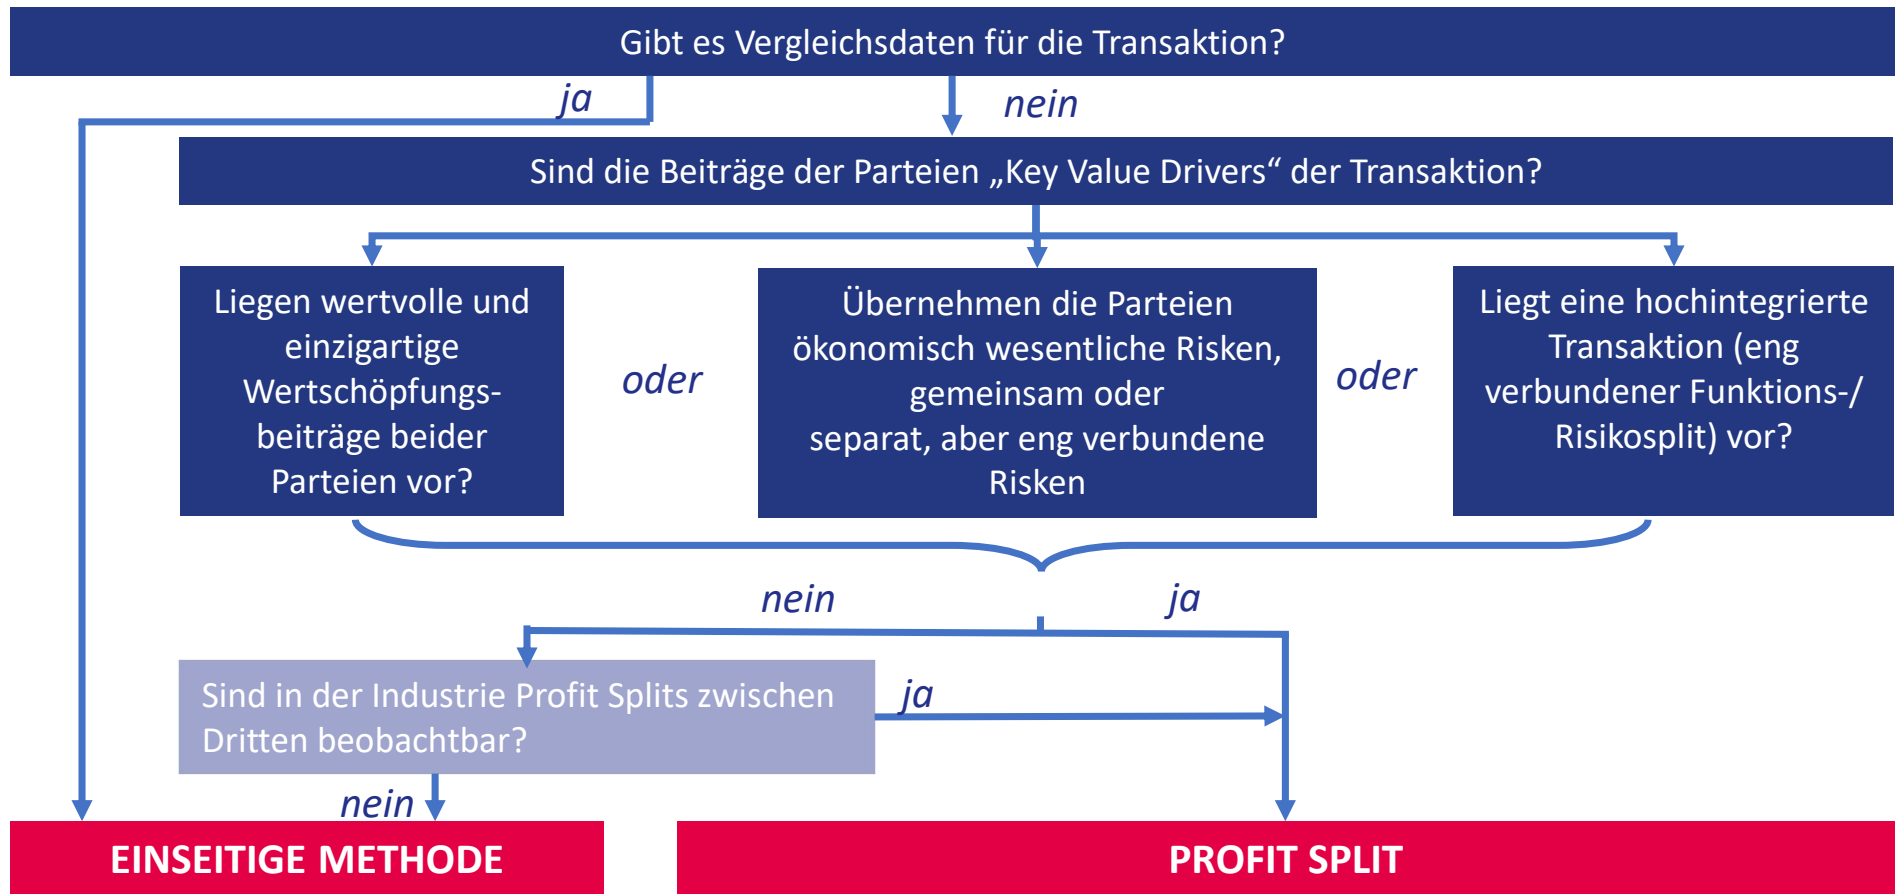 Gibt es Vergleichsdaten für die Transaktion?
ja
nein
Sind die Beiträge der Parteien „Key Value Drivers“ der Transaktion?
Liegen wertvolle und
einzigartige
Wertschöpfungs-
beiträge beider
Parteien vor?
oder
Übernehmen die Parteien
ökonomisch wesentliche Risken,
gemeinsam oder
separat, aber eng verbundene
Risken
oder
Liegt eine hochintegrierte
Transaktion (eng
verbundener Funktions-/
Risikosplit) vor?
nein
ja
Sind in der Industrie Profit Splits zwischen
Dritten beobachtbar?
ja
nein
EINSEITIGE METHODE
PROFIT SPLIT